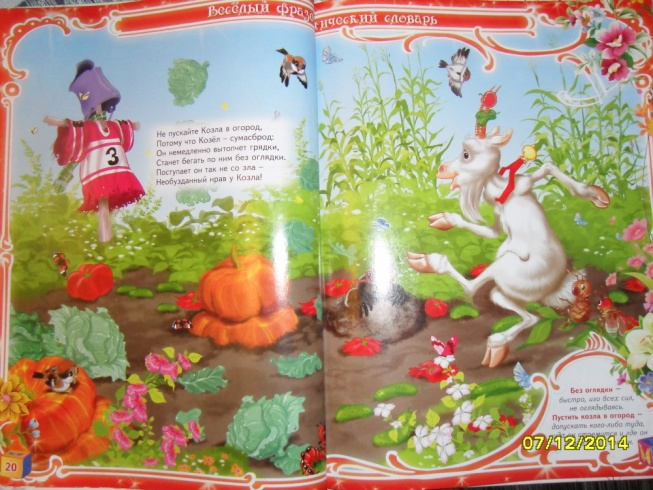 Весёлый фраз
ический словарь
3
Не пускайте Козла в огород,
Потому что Козёл – сумасброд:
Он немедленно вытопчет грядки,
Станет бегать по ним без оглядки.
Поступает он так не со зла –
Необузданный нрав у Козла!
Без оглядки –
быстро, изо всех сил,
не оглядываясь.
Пустить козла в огород –
допускать кого-либо туда,
и где он
07/12/2014
20